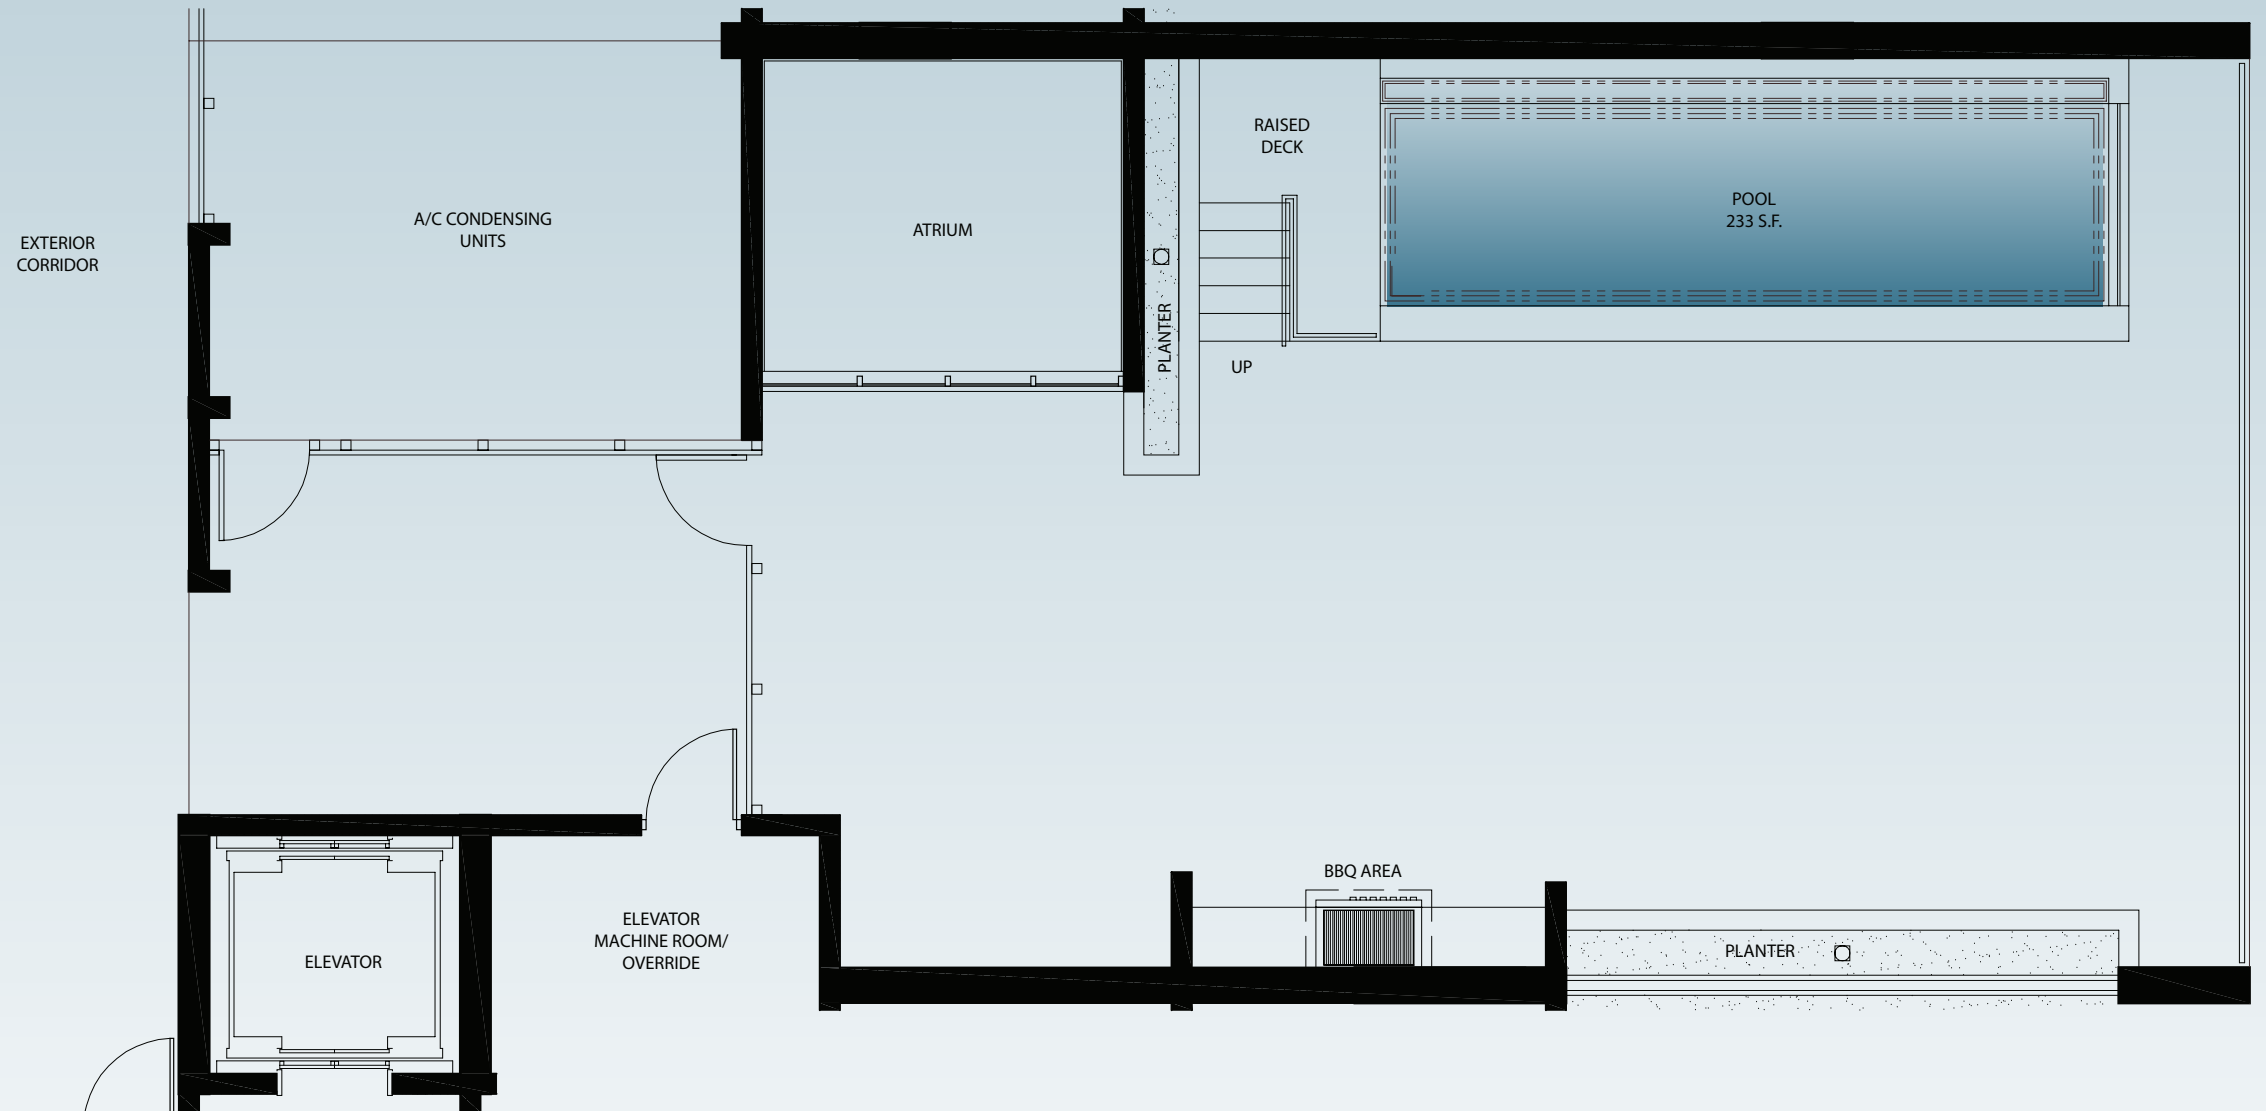 EXTERIOR
CORRIDOR
A/C CONDENSING
UNITS
ATRIUM
PLANTER
RAISED
DECK
UP
POOL
233 S.F.
ELEVATOR
ELEVATOR
MACHINE ROOM/
OVERRIDE
BBQ AREA
PLANTER